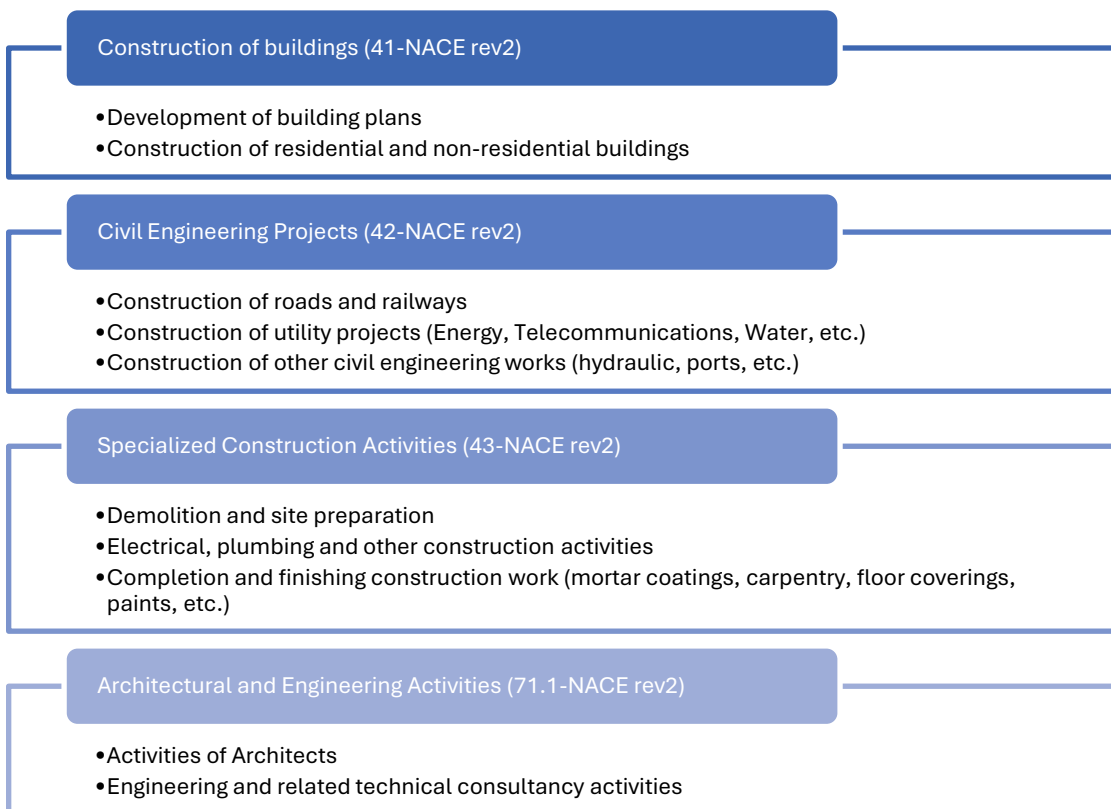 Construction of buildings (41-NACE rev2)
•Development of building plans
•Construction of residential and non-residential buildings
Civil Engineering Projects (42-NACE rev2)
•Construction of roads and railways
•Construction of utility projects (Energy, Telecommunications, Water, etc.)
•Construction of other civil engineering works (hydraulic, ports, etc.)
Specialized Construction Activities (43-NACE rev2)
•Demolition and site preparation
•Electrical, plumbing and other construction activities
•Completion and finishing construction work (mortar coatings, carpentry, floor coverings,
paints, etc.)
Architectural and Engineering Activities (71.1-NACE rev2)
•Activities of Architects
•Engineering and related technical consultancy activities